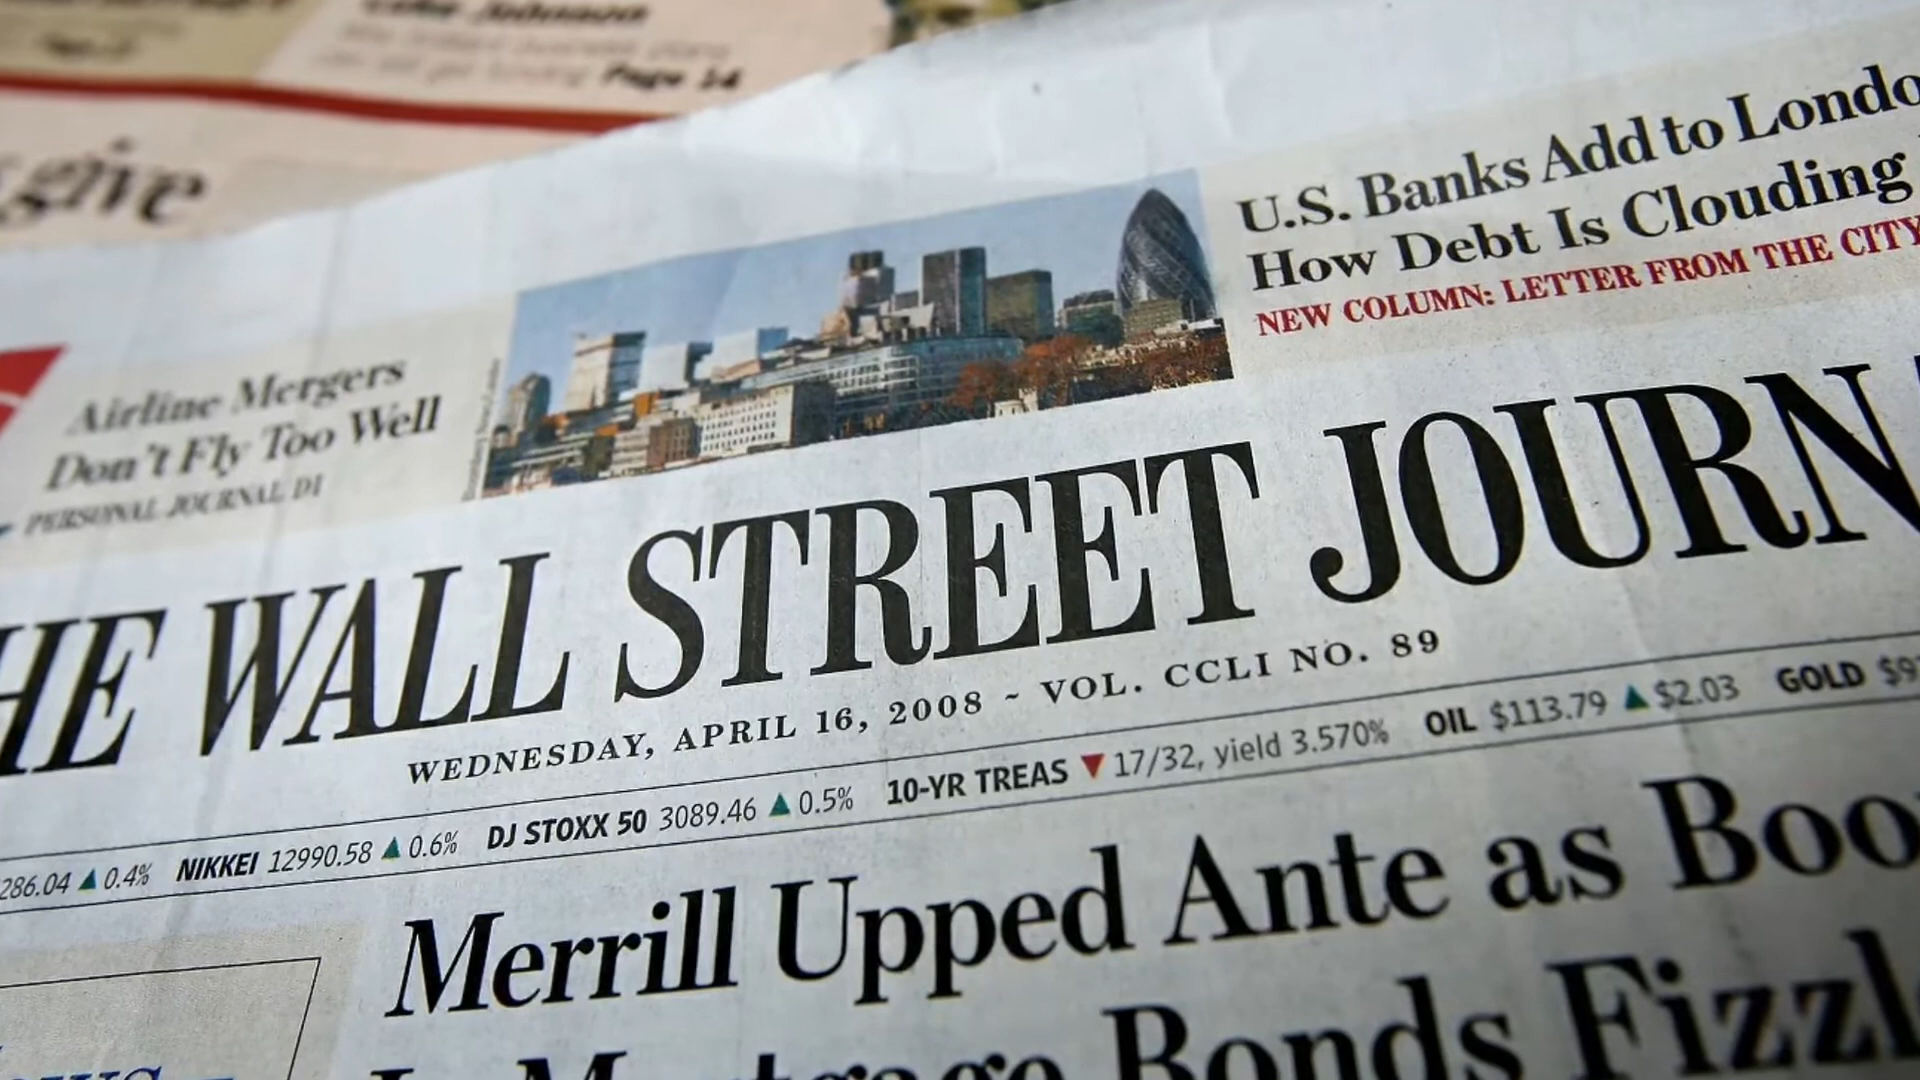 Page 14
give
U.S. Banks Add to Londo
How Debt Is Clouding
NEW COLUMN: LETTER FROM THE CITY
Airline Mergers
Don't Fly Too Well
PERSONAL JOURNAL D1
HE WALL STREET JOURN
WEDNESDAY, APRIL 16, 2008 ~ VOL. CCLI NO. 89
286.04 ▲ 0.4% NIKKEI 12990.58 ▲ 0.6% DJ STOXX 50 3089.46 ▲ 0.5% 10-YR TREAS ▼ 17/32, yield 3.570% OIL $113.79 ▲ $2.03 GOLD $9
Merrill Upped Ante as Boo
Bonds Fizzl